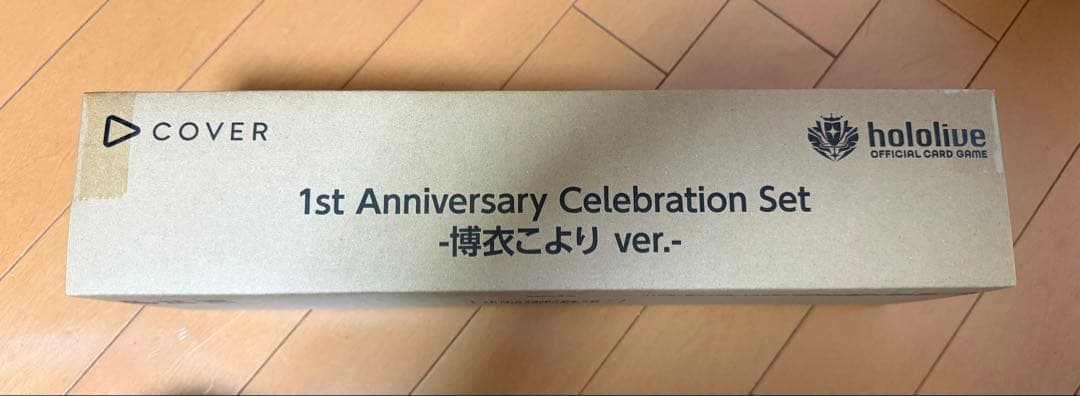 COVER
hololive
OFFICIAL CARD GAME
1st Anniversary Celebration Set
-博衣こより ver.-